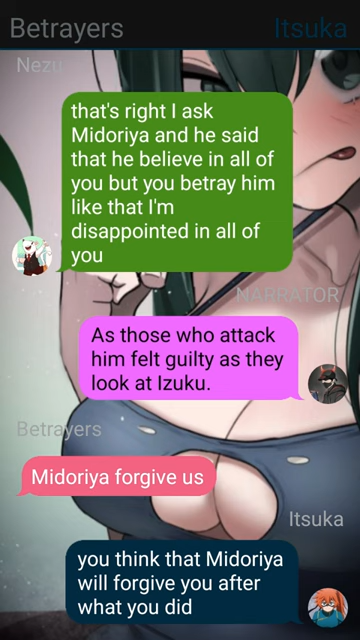 Betrayers Itsuka
Nezu
that's right I ask
Midoriya and he said
that he believe in all of
you but you betray him
like that I'm
disappointed in all of
you
NARRATOR
As those who attack
him felt guilty as they
look at Izuku.
Betrayers
Midoriya forgive us
Itsuka
you think that Midoriya
will forgive you after
what you did